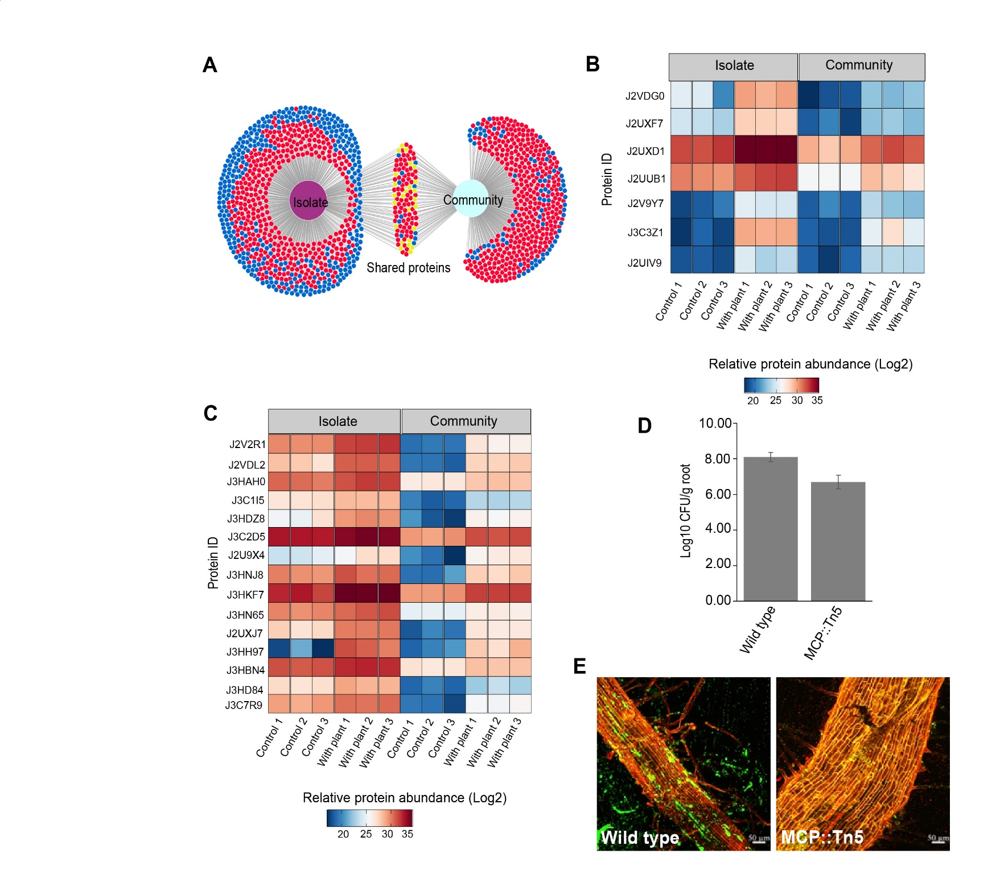 A
Isolate
Community
Shared proteins
B
Isolate
Community
Protein ID
J2VDG0
J2UXF7
J2UXD1
J2UUB1
J2V9Y7
J3C3Z1
J2UIV9
Control 1
Control 2
Control 3
With plant 1
With plant 2
With plant 3
Control 1
Control 2
Control 3
With plant 1
With plant 2
With plant 3
Relative protein abundance (Log2)
20 25 30 35
C
Isolate
Community
Protein ID
J2V2R1
J2VDL2
J3HAH0
J3C1I5
J3HDZ8
J3C2D5
J2U9X4
J3HNJ8
J3HKF7
J3HN65
J2UXJ7
J3HH97
J3HBN4
J3HD84
J3C7R9
Control 1
Control 2
Control 3
With plant 1
With plant 2
With plant 3
Control 1
Control 2
Control 3
With plant 1
With plant 2
With plant 3
Relative protein abundance (Log2)
20 25 30 35
D
Log10 CFU/g root
10.00
8.00
6.00
4.00
2.00
0.00
Wild type
MCP::Tn5
E
Wild type
50 µm
MCP::Tn5
50 µm